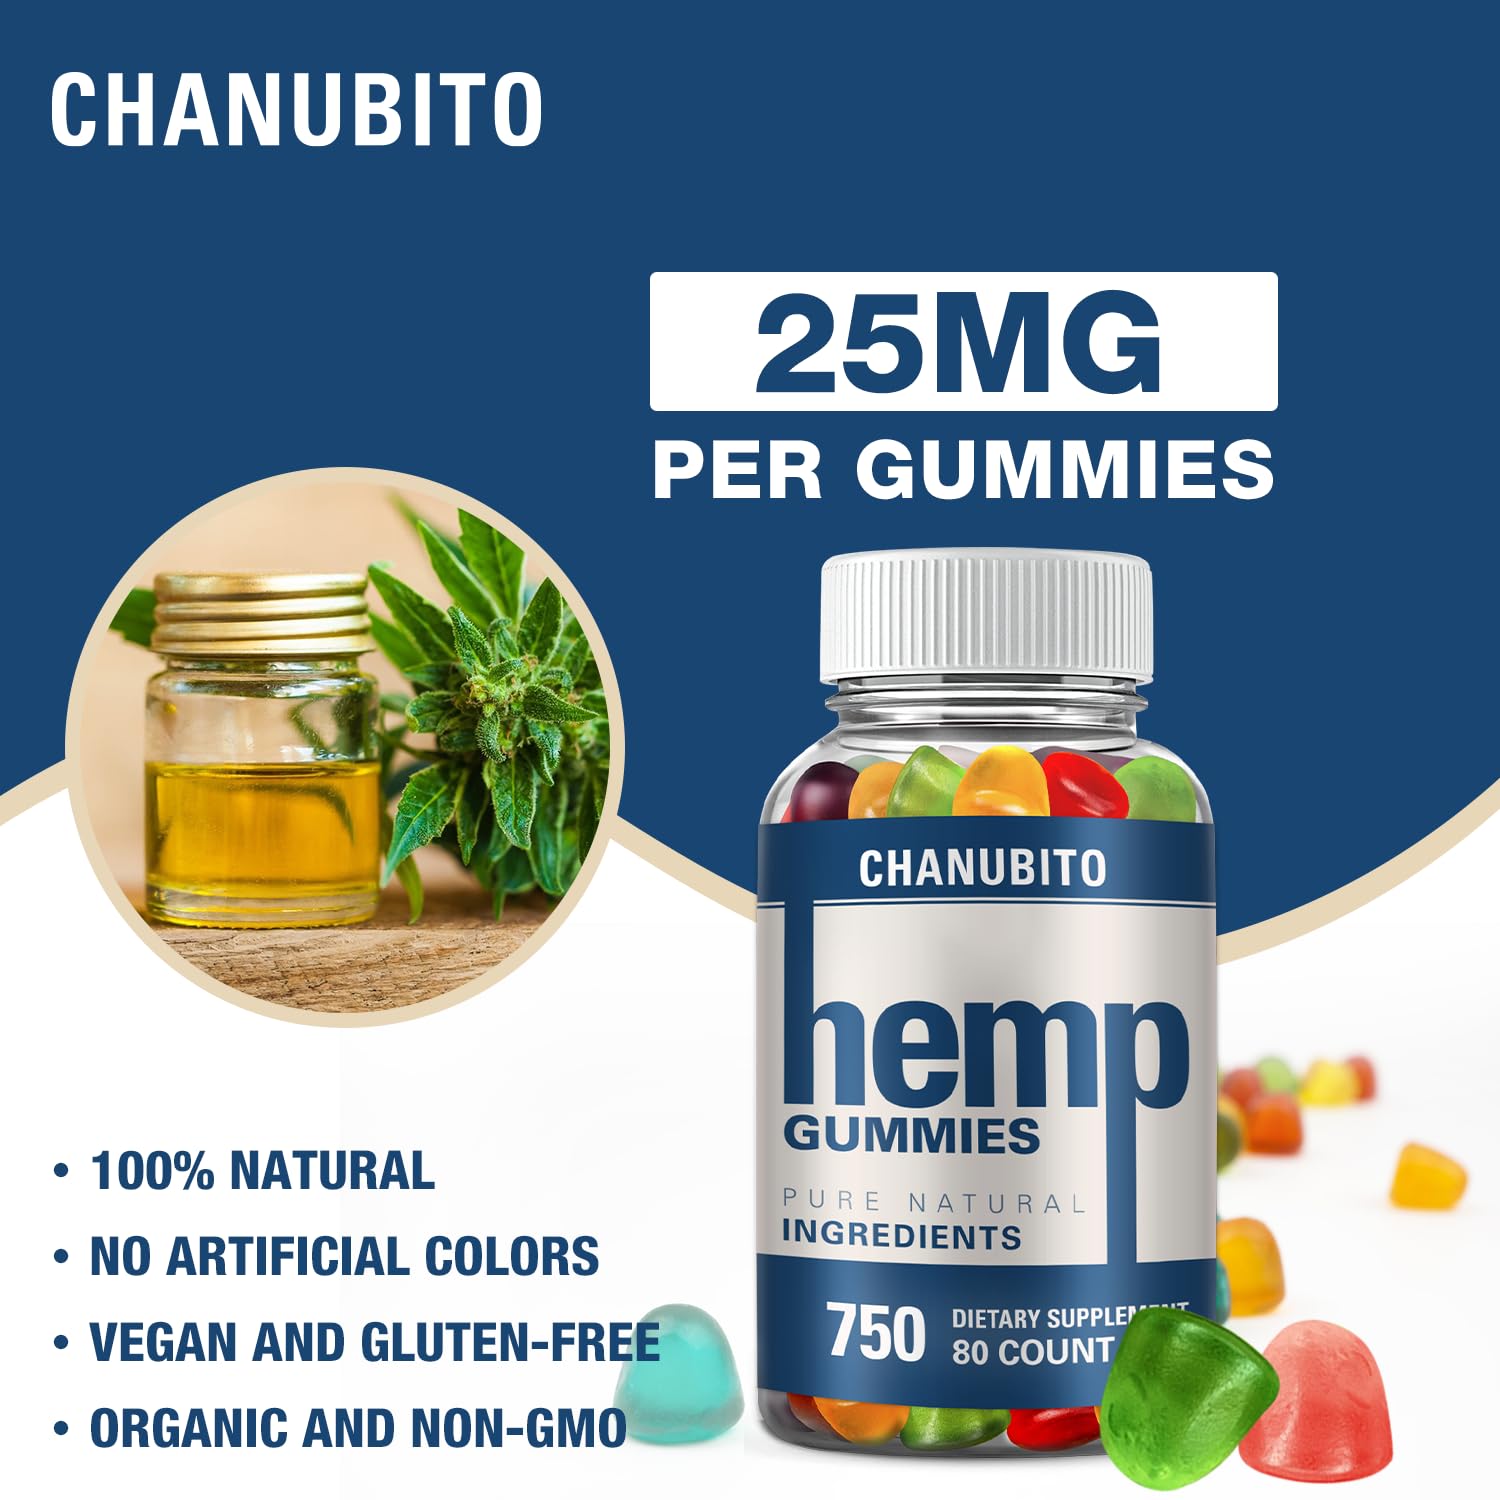 CHANUBITO
25MG
PER GUMMIES
CHANUBITO
hemp
GUMMIES
PURE NATURAL
INGREDIENTS
750
DIETARY SUPPLEMENT
80 COUNT
• 100% NATURAL
• NO ARTIFICIAL COLORS
• VEGAN AND GLUTEN-FREE
• ORGANIC AND NON-GMO